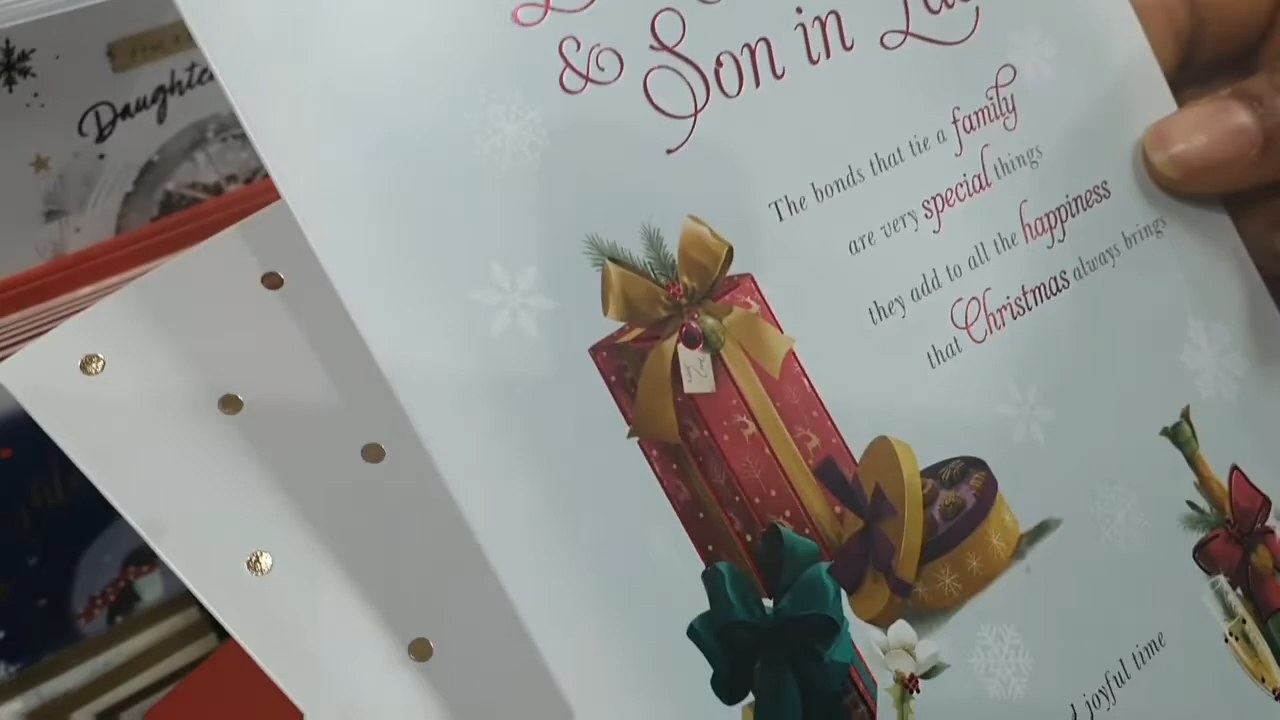 Daughter
& Son in
The bonds that tie a family
are very special things
they add to all the happiness
that Christmas always brings
joyful time